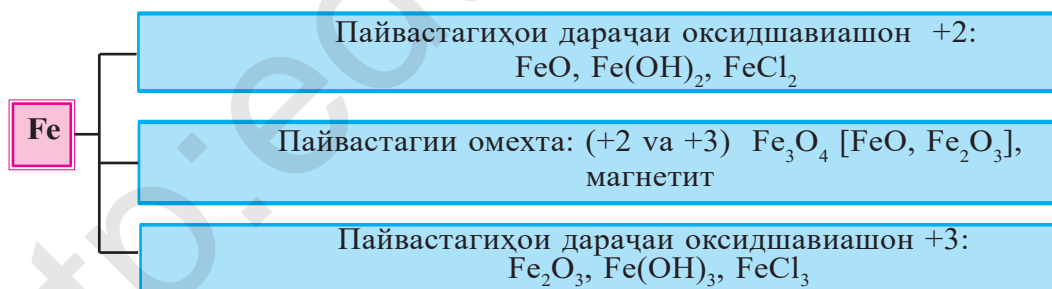 Пайвастагиҳои дараҷаи оксидшавиашон +2:
FeO, Fe(OH)₂, FeCl₂
Fe
Пайвастагии омехта: (+2 va +3) Fe₃O₄ [FeO, Fe₂O₃],
магнетит
Пайвастагиҳои дараҷаи оксидшавиашон +3:
Fe₂O₃, Fe(OH)₃, FeCl₃